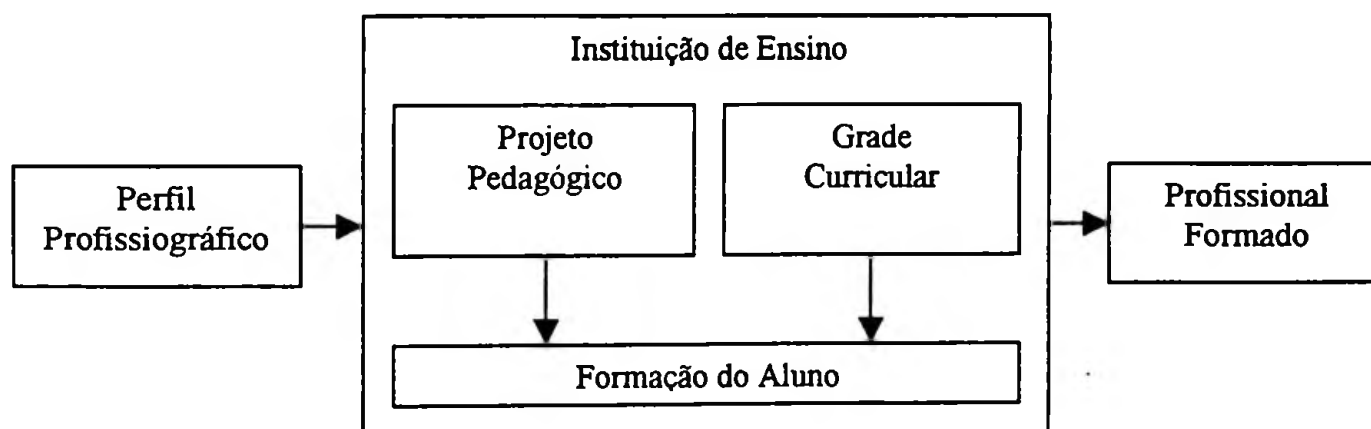 Instituição de Ensino
Projeto
Pedagógico
Grade
Curricular
Perfil
Profissiográfico
Profissional
Formado
Formação do Aluno